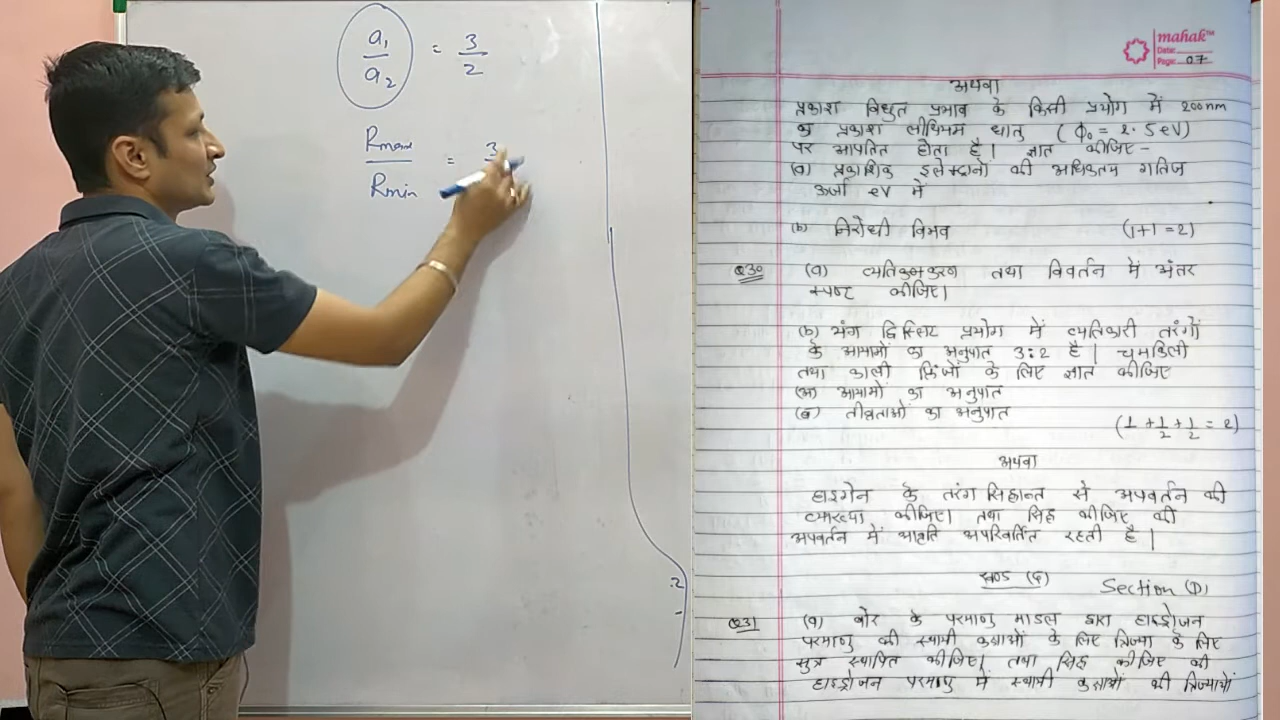 a₁/a₂ = 3/2
Rmax/Rmin = 3
2
mahak
Date:
Page: 07
अथवा
प्रकाश विधुत प्रभाव के किसी प्रयोग में 200nm
का प्रकाश लीथियम धातु (ϕ₀ = 2.5eV)
पर आपतित होता है। ज्ञात कीजिए-
(a) प्रकाशिक इलेक्ट्रानो की अधिकतम गतिज
ऊर्जा eV में
(b) निरोधी विभव (1+1=2)
Q30 (a) व्यतिकरण तथा विवर्तन में अंतर
स्पष्ट कीजिए।
(b) यंग द्विस्लिट प्रयोग में व्यतिकारी तरंगों
के आयामो का अनुपात 3:2 है। चमकिली
तथा काली फ्रिंजों के लिए ज्ञात कीजिए
(अ) आयामों का अनुपात
(ब) तीव्रताओं का अनुपात
(1 + 1/2 + 1/2 = 2)
अथवा
हाइगेन के तरंग सिद्धान्त से अपवर्तन की
व्याख्या कीजिए। तथा सिद्ध कीजिए की
अपवर्तन में आवृति अपरिवर्तित रहती है।
खण्ड (द) Section (D)
Q31 (a) बोर के परमाणु माडल द्वारा हाइड्रोजन
परमाणु की स्थायी कक्षाओं के लिए त्रिज्या के लिए
सुत्र स्थापित कीजिए। तथा सिद्ध कीजिए की
हाइड्रोजन परमाणु में स्थायी कक्षाओं की त्रिज्यायें